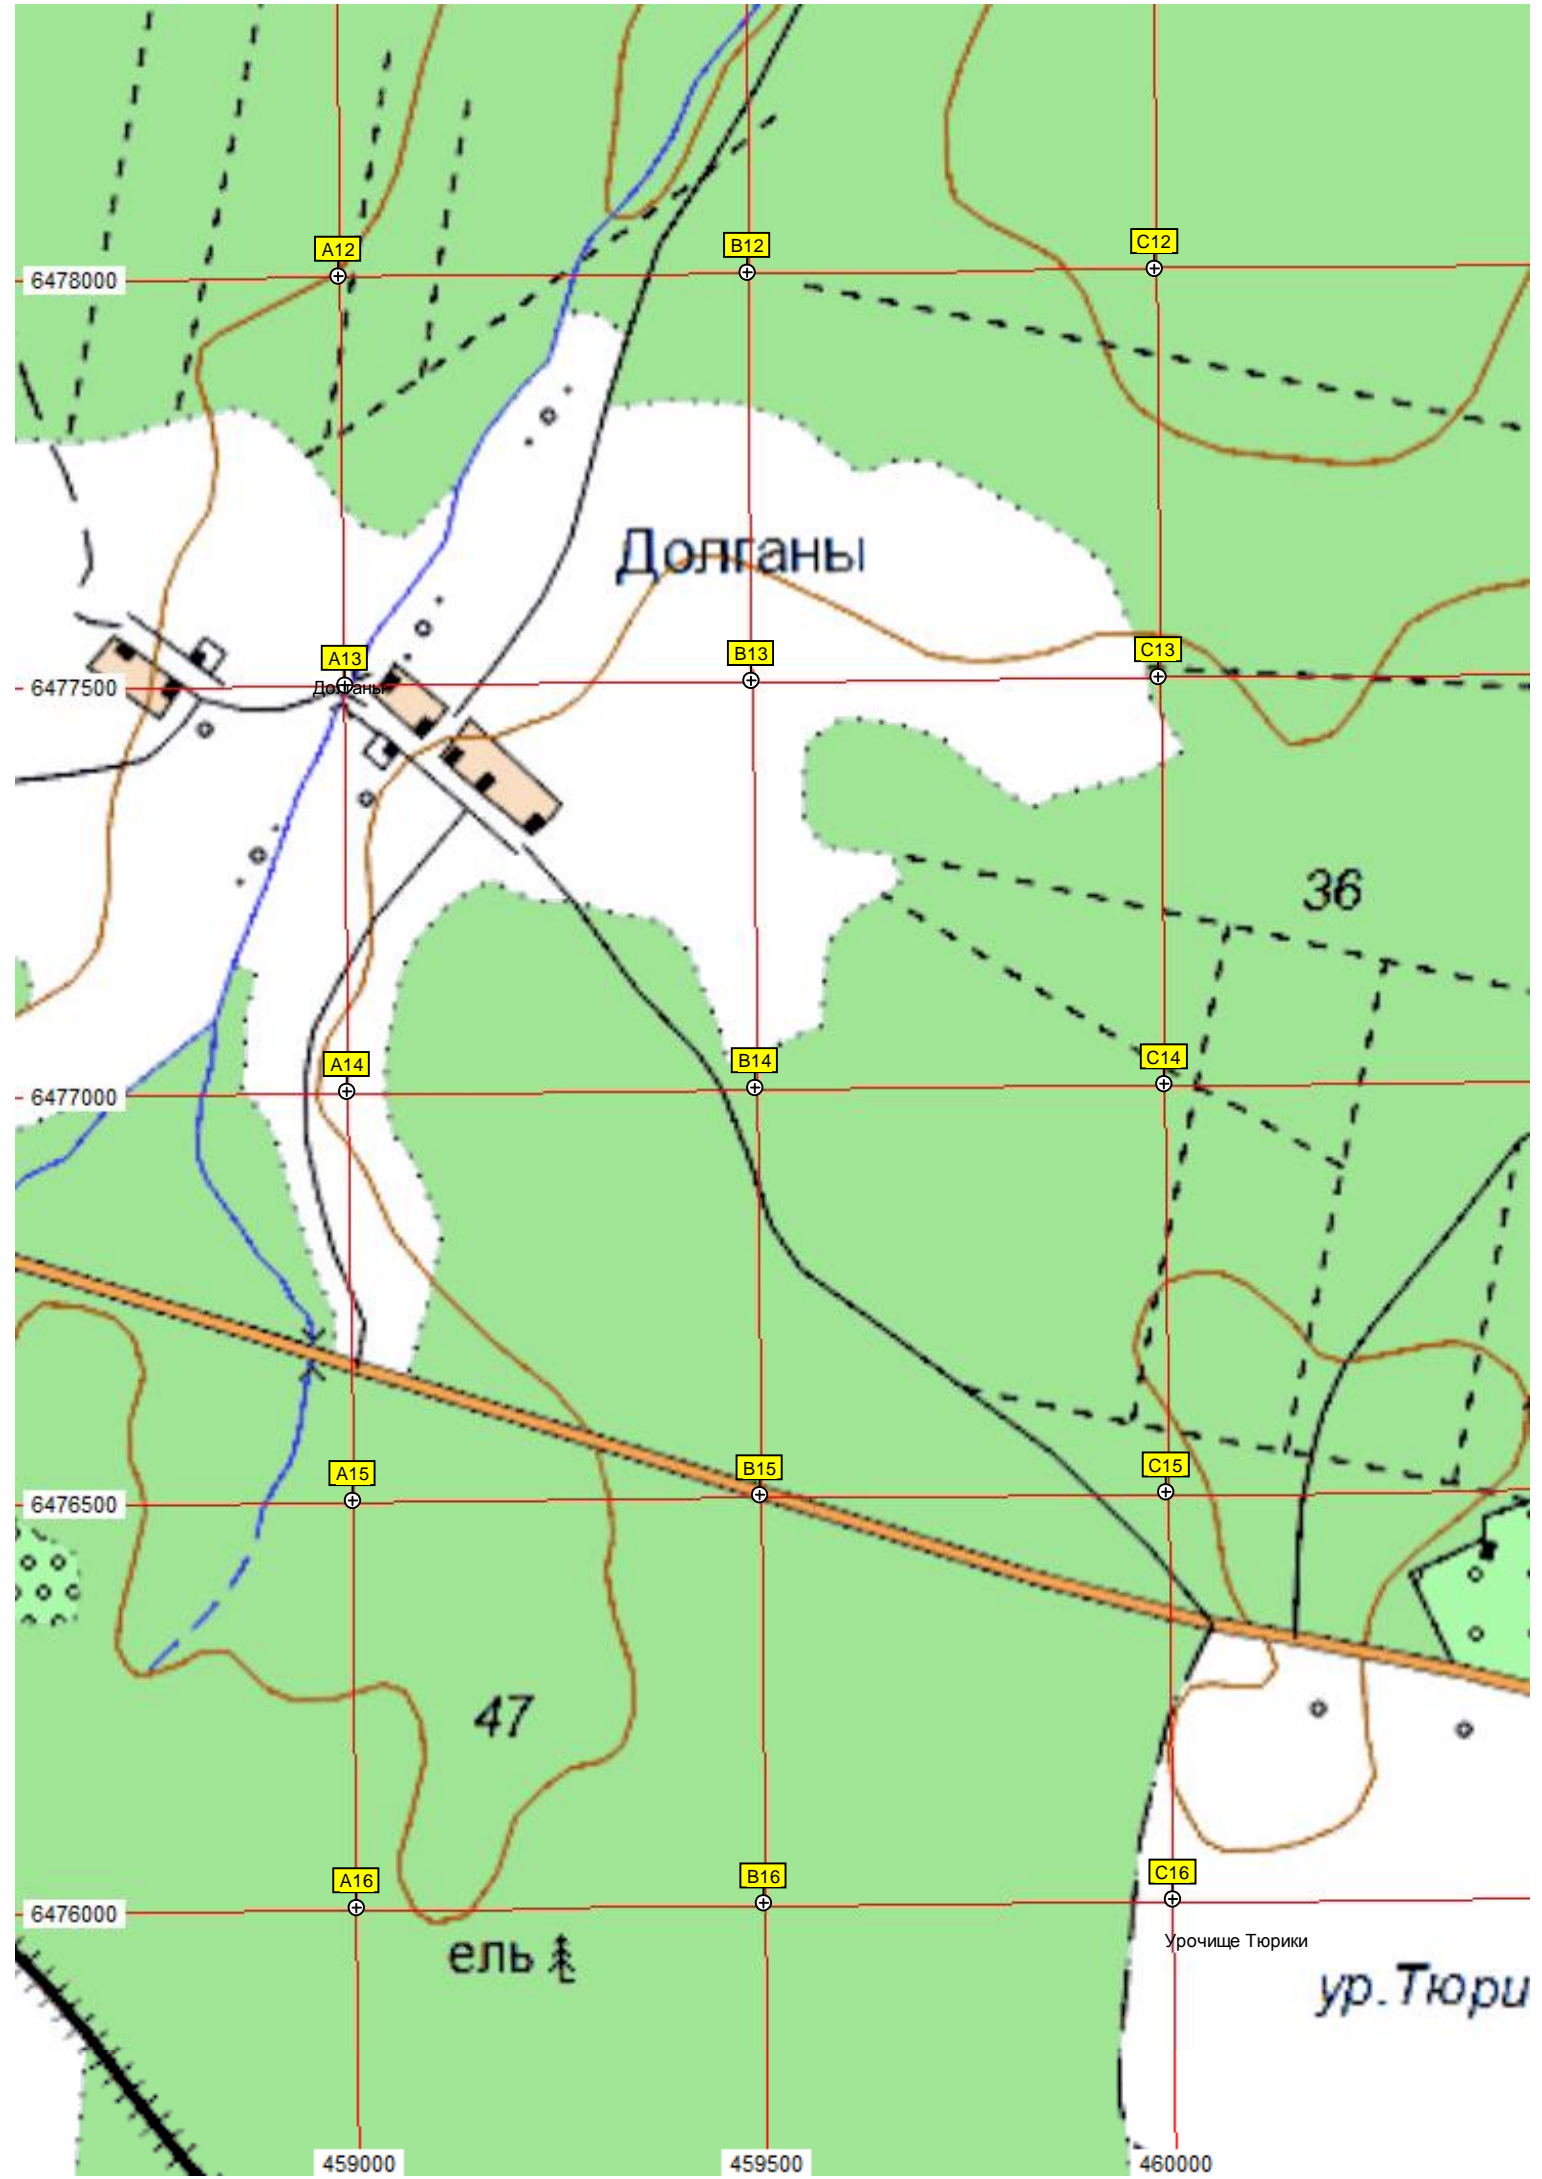 A12
B12
C12
6478000
Долганы
A13
B13
C13
6477500
Долганы
36
A14
B14
C14
6477000
A15
B15
C15
6476500
47
A16
B16
C16
6476000
ель
Урочище Тюрики
ур.Тюри
459000
459500
460000